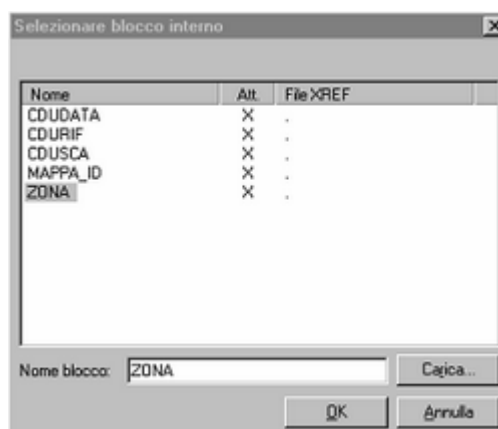 Selezionare blocco interno
Nome Att. File XREF
CDUDATA X .
CDURIF X .
CDUSCA X .
MAPPA_ID X .
ZONA X .
Nome blocco: ZONA Carica...
OK Annulla